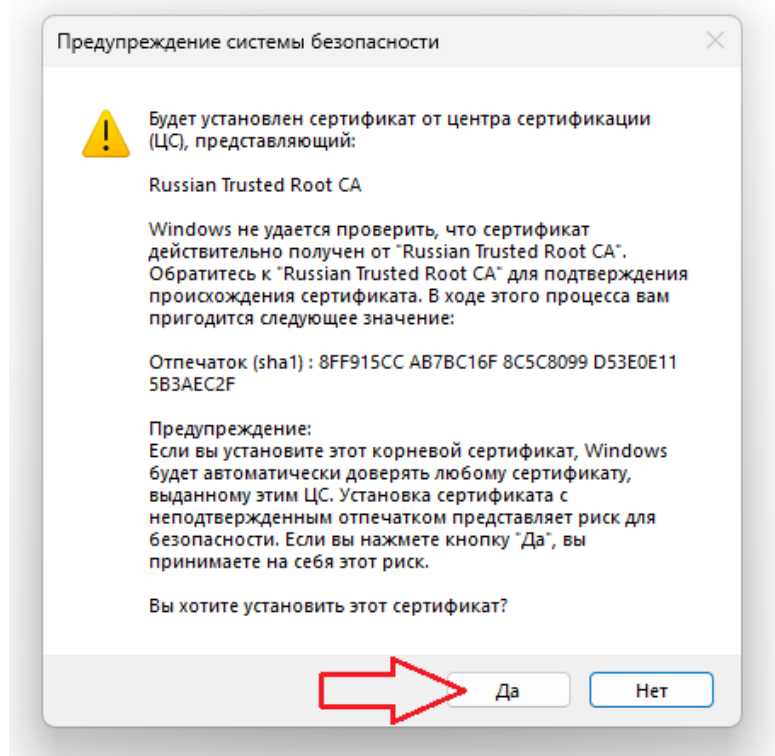 Предупреждение системы безопасности
Будет установлен сертификат от центра сертификации
(ЦС), представляющий:
Russian Trusted Root CA
Windows не удается проверить, что сертификат
действительно получен от "Russian Trusted Root CA".
Обратитесь к "Russian Trusted Root CA" для подтверждения
происхождения сертификата. В ходе этого процесса вам
пригодится следующее значение:
Отпечаток (sha1) : 8FF915CC AB7BC16F 8C5C8099 D53E0E11
5B3AEC2F
Предупреждение:
Если вы установите этот корневой сертификат, Windows
будет автоматически доверять любому сертификату,
выданному этим ЦС. Установка сертификата с
неподтвержденным отпечатком представляет риск для
безопасности. Если вы нажмете кнопку "Да", вы
принимаете на себя этот риск.
Вы хотите установить этот сертификат?
Да
Нет